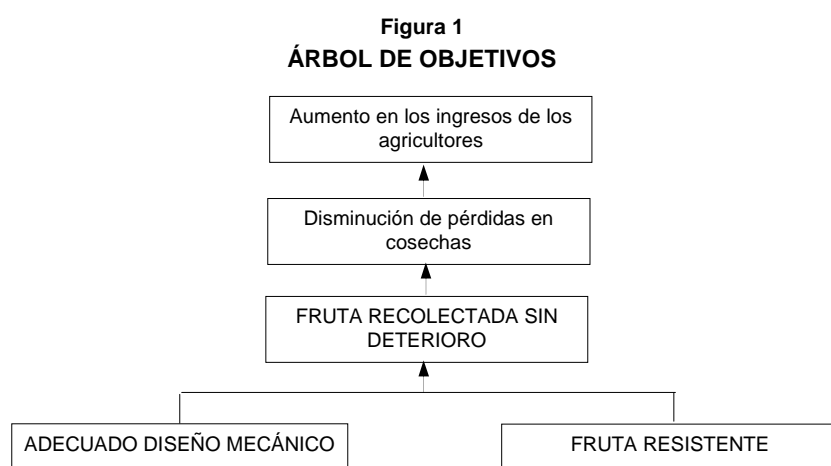 Figura 1
ÁRBOL DE OBJETIVOS
Aumento en los ingresos de los
agricultores
Disminución de pérdidas en
cosechas
FRUTA RECOLECTADA SIN
DETERIORO
ADECUADO DISEÑO MECÁNICO
FRUTA RESISTENTE